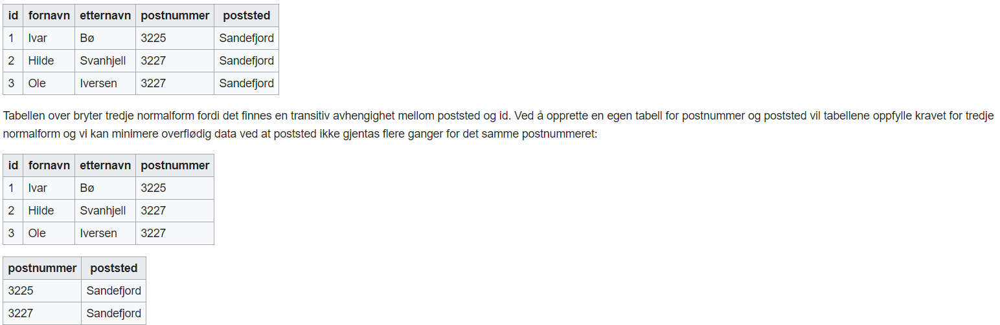 id fornavn etternavn postnummer poststed
1 Ivar Bø 3225 Sandefjord
2 Hilde Svanhjell 3227 Sandefjord
3 Ole Iversen 3227 Sandefjord
Tabellen over bryter tredje normalform fordi det finnes en transitiv avhengighet mellom poststed og id. Ved å opprette en egen tabell for postnummer og poststed vil tabellene oppfylle kravet for tredje
normalform og vi kan minimere overflødig data ved at poststed ikke gjentas flere ganger for det samme postnummeret:
id fornavn etternavn postnummer
1 Ivar Bø 3225
2 Hilde Svanhjell 3227
3 Ole Iversen 3227
postnummer poststed
3225 Sandefjord
3227 Sandefjord